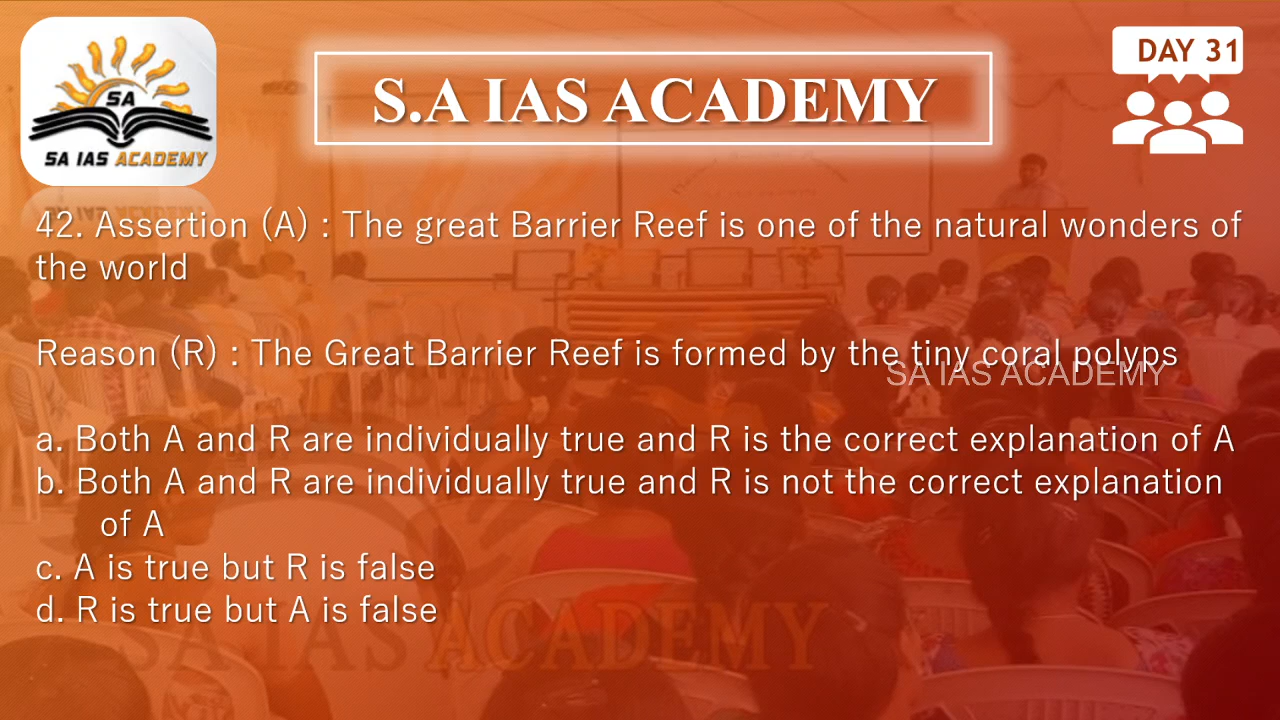 SA
SA IAS ACADEMY
S.A IAS ACADEMY
DAY 31
42. Assertion (A) : The great Barrier Reef is one of the natural wonders of
the world
Reason (R) : The Great Barrier Reef is formed by the tiny coral polyps
SA IAS ACADEMY
a. Both A and R are individually true and R is the correct explanation of A
b. Both A and R are individually true and R is not the correct explanation
of A
c. A is true but R is false
d. R is true but A is false
SA IAS ACADEMY